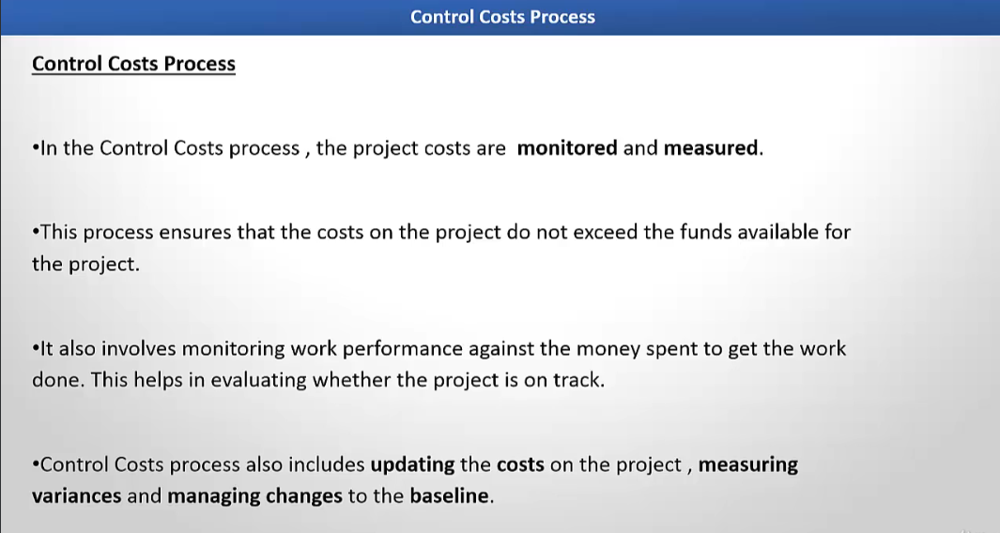 Control Costs Process
Control Costs Process
•In the Control Costs process , the project costs are monitored and measured.
•This process ensures that the costs on the project do not exceed the funds available for
the project.
•It also involves monitoring work performance against the money spent to get the work
done. This helps in evaluating whether the project is on track.
•Control Costs process also includes updating the costs on the project , measuring
variances and managing changes to the baseline.